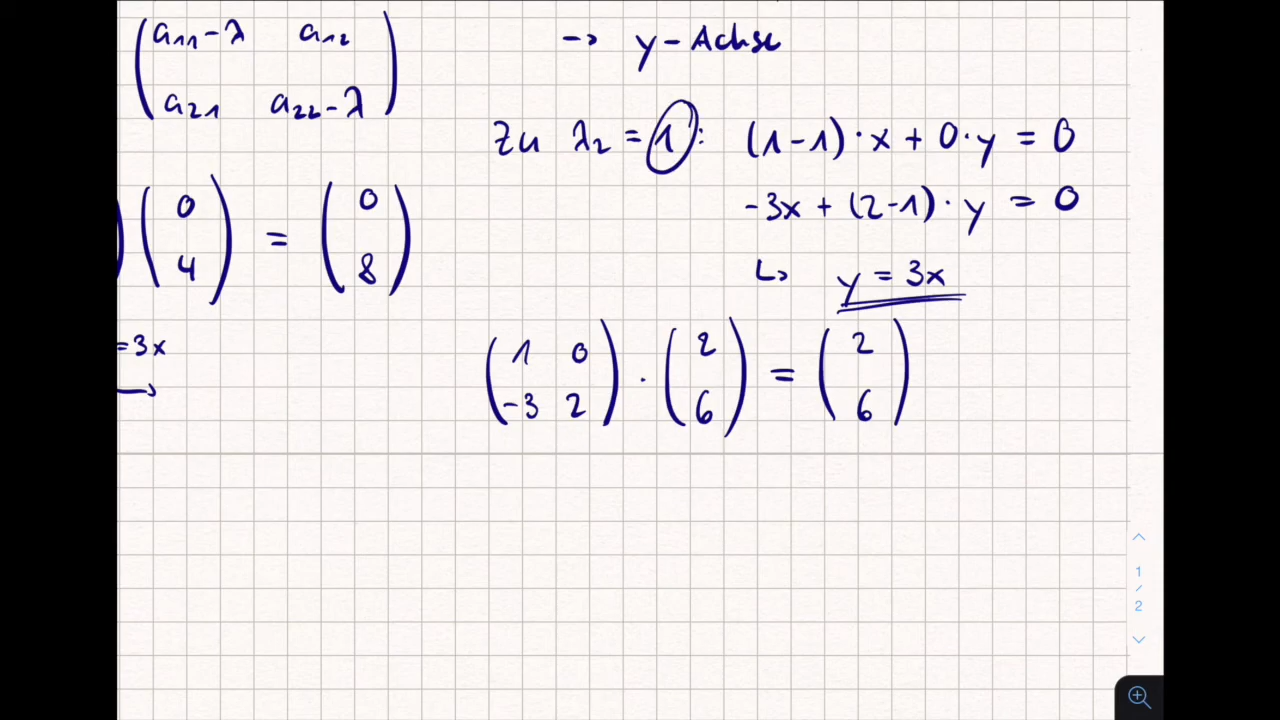 a₁₁-λ a₁₂
a₂₁ a₂₂-λ
(0 4) = (0 8)
=3x
→ y-Achse
Zu λ₂ = 1: (1-1)·x + 0·y = 0
-3x + (2-1)·y = 0
↳ y = 3x
(1 0
-3 2) · (2
6) = (2
6)
1
/
2